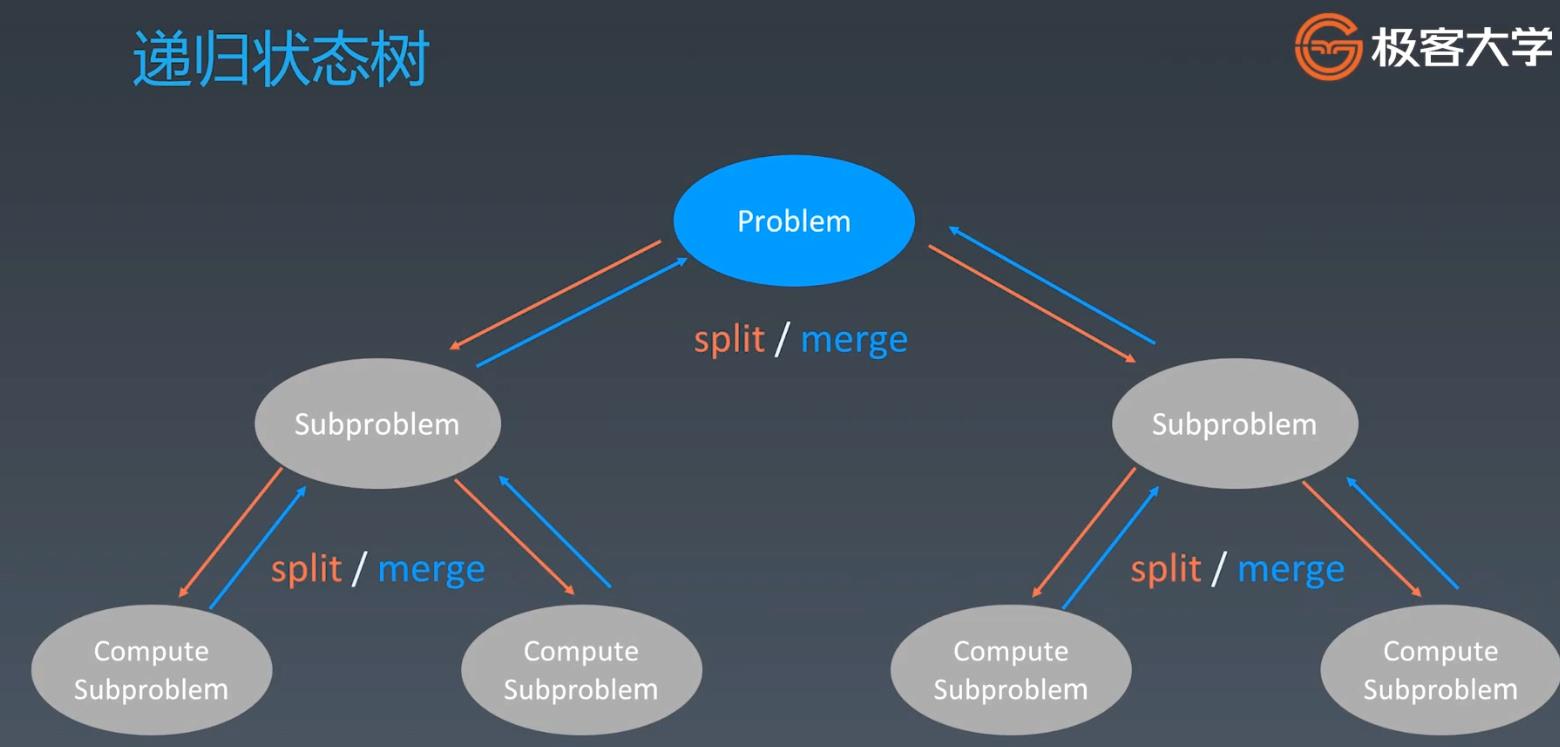 递归状态树
极客大学
Problem
split / merge
Subproblem
Subproblem
split / merge
split / merge
Compute
Subproblem
Compute
Subproblem
Compute
Subproblem
Compute
Subproblem